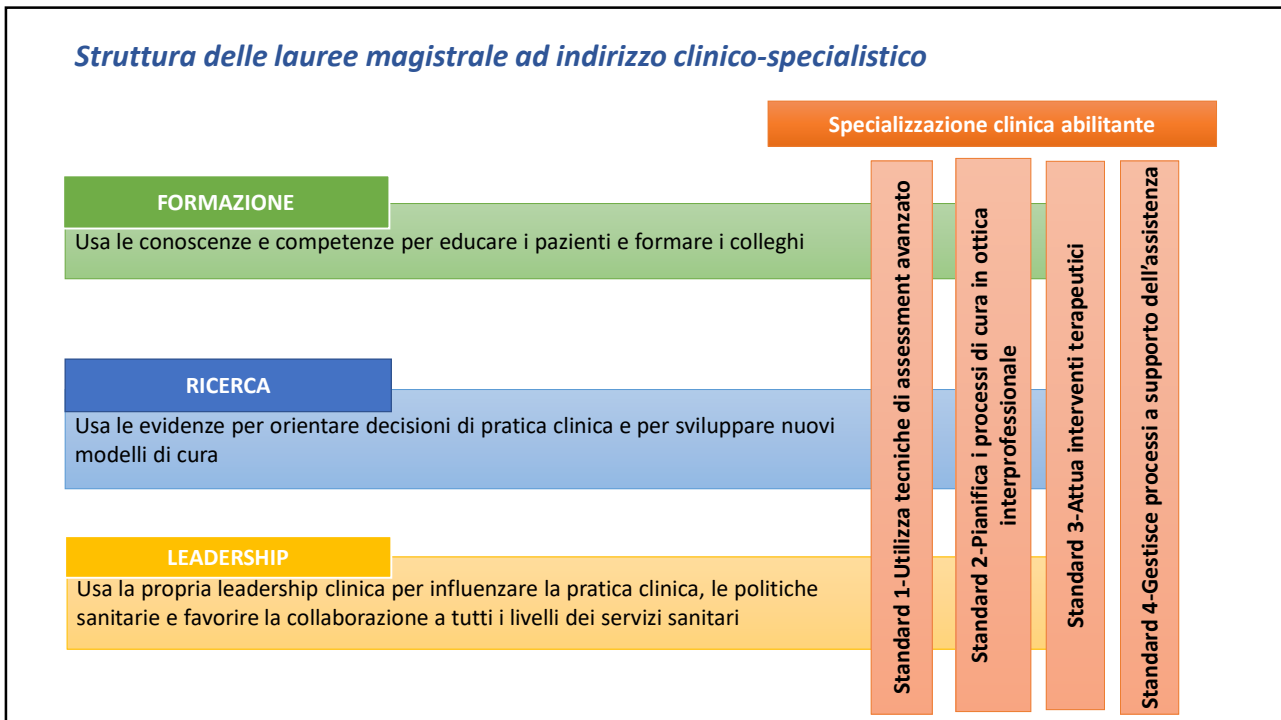 Struttura delle lauree magistrale ad indirizzo clinico-specialistico
Specializzazione clinica abilitante
FORMAZIONE
Usa le conoscenze e competenze per educare i pazienti e formare i colleghi
RICERCA
Usa le evidenze per orientare decisioni di pratica clinica e per sviluppare nuovi
modelli di cura
LEADERSHIP
Usa la propria leadership clinica per influenzare la pratica clinica, le politiche
sanitarie e favorire la collaborazione a tutti i livelli dei servizi sanitari
Standard 1-Utilizza tecniche di assessment avanzato
Standard 2-Pianifica i processi di cura in ottica
interprofessionale
Standard 3-Attua interventi terapeutici
Standard 4-Gestisce processi a supporto dell'assistenza